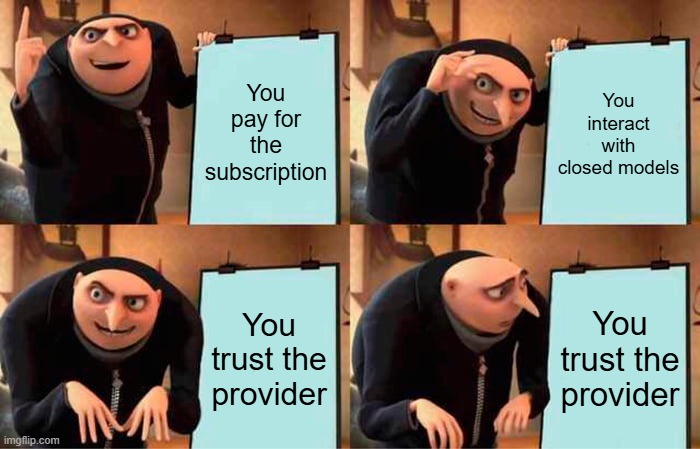 You
pay for
the
subscription
You
interact
with
closed models
You
trust the
provider
You
trust the
provider
imgflip.com